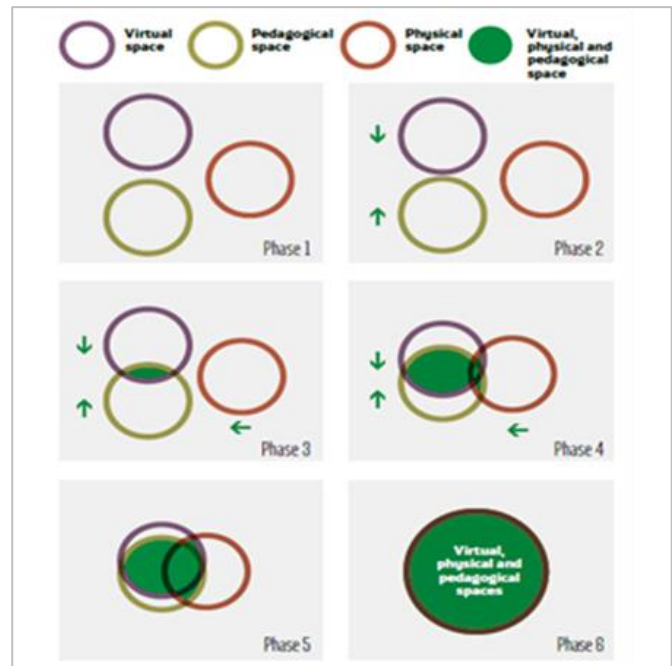 Virtual
space
Pedagogical
space
Physical
space
Virtual,
physical and
pedagogical
space
Phase 1
Phase 2
Phase 3
Phase 4
Phase 5
Virtual,
physical and
pedagogical
spaces
Phase 6